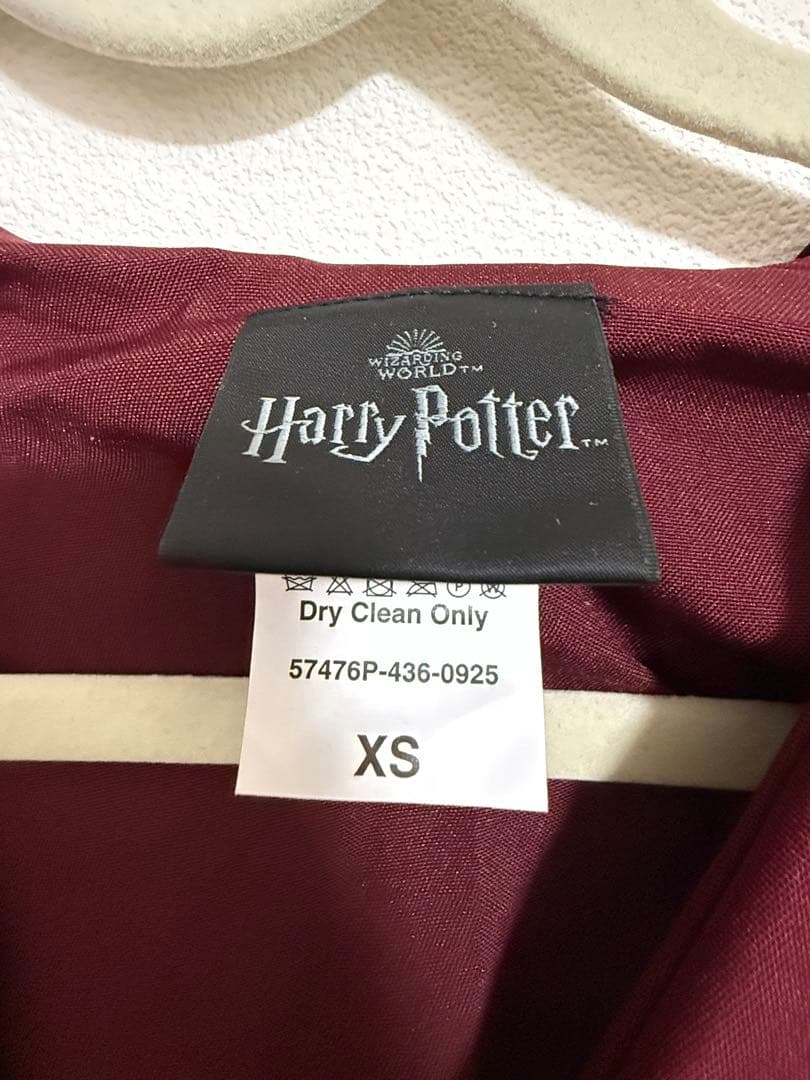 WIZARDING
WORLD™
Harry Potter™
Dry Clean Only
57476P-436-0925
XS